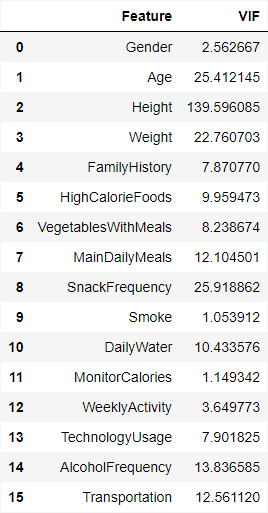 Feature VIF
0 Gender 2.562667
1 Age 25.412145
2 Height 139.596085
3 Weight 22.760703
4 FamilyHistory 7.870770
5 HighCalorieFoods 9.959473
6 VegetablesWithMeals 8.238674
7 MainDailyMeals 12.104501
8 SnackFrequency 25.918862
9 Smoke 1.053912
10 DailyWater 10.433576
11 MonitorCalories 1.149342
12 WeeklyActivity 3.649773
13 TechnologyUsage 7.901825
14 AlcoholFrequency 13.836585
15 Transportation 12.561120